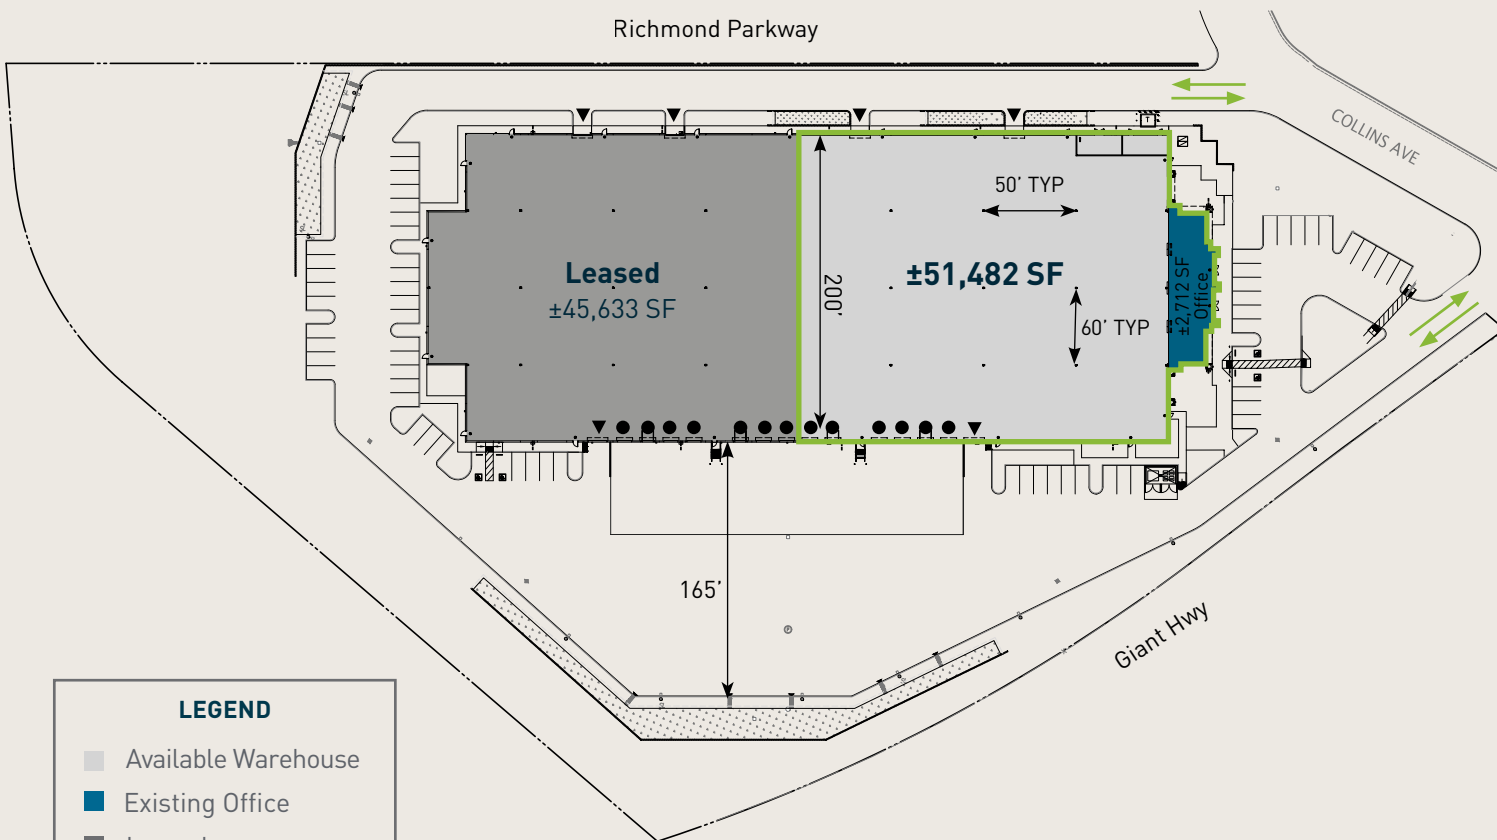 Richmond Parkway
COLLINS AVE
50' TYP
Leased
±45,633 SF
200'
±51,482 SF
±2,712 SF
Office
60' TYP
165'
Giant Hwy
LEGEND
Available Warehouse
Existing Office